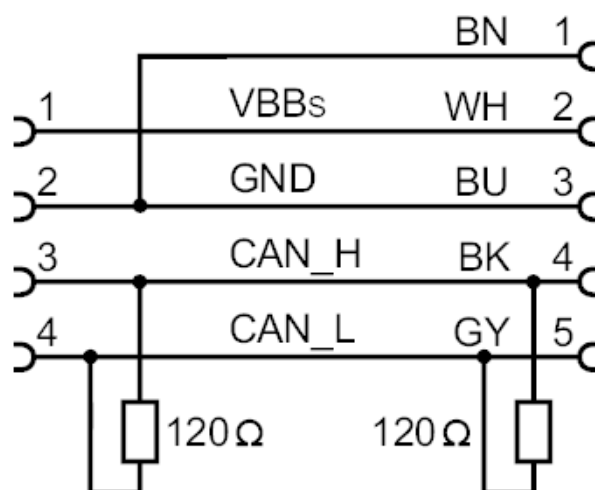 BN 1
1 VBBs WH 2
2 GND BU 3
3 CAN_H BK 4
4 CAN_L GY 5
120Ω 120Ω